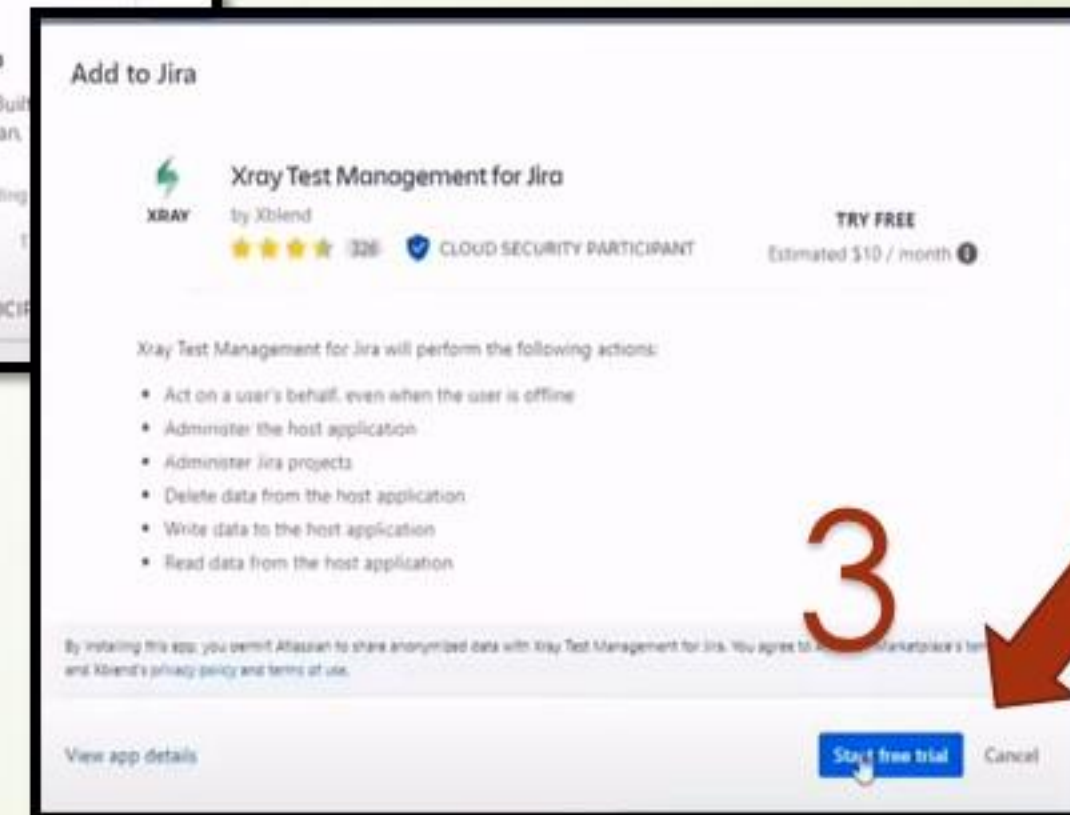 Built
an,
ting
CIP
Add to Jira
XRAY
Xray Test Management for Jira
by Xblend
326
CLOUD SECURITY PARTICIPANT
TRY FREE
Estimated $10 / month
Xray Test Management for Jira will perform the following actions:
• Act on a user's behalf, even when the user is offline
• Administer the host application
• Administer Jira projects
• Delete data from the host application
• Write data to the host application
• Read data from the host application
3
By installing this app, you permit Atlassian to share anonymized data with Xray Test Management for Jira. You agree to Marketplace's
and Xblend's privacy policy and terms of use.
View app details
Start free trial
Cancel